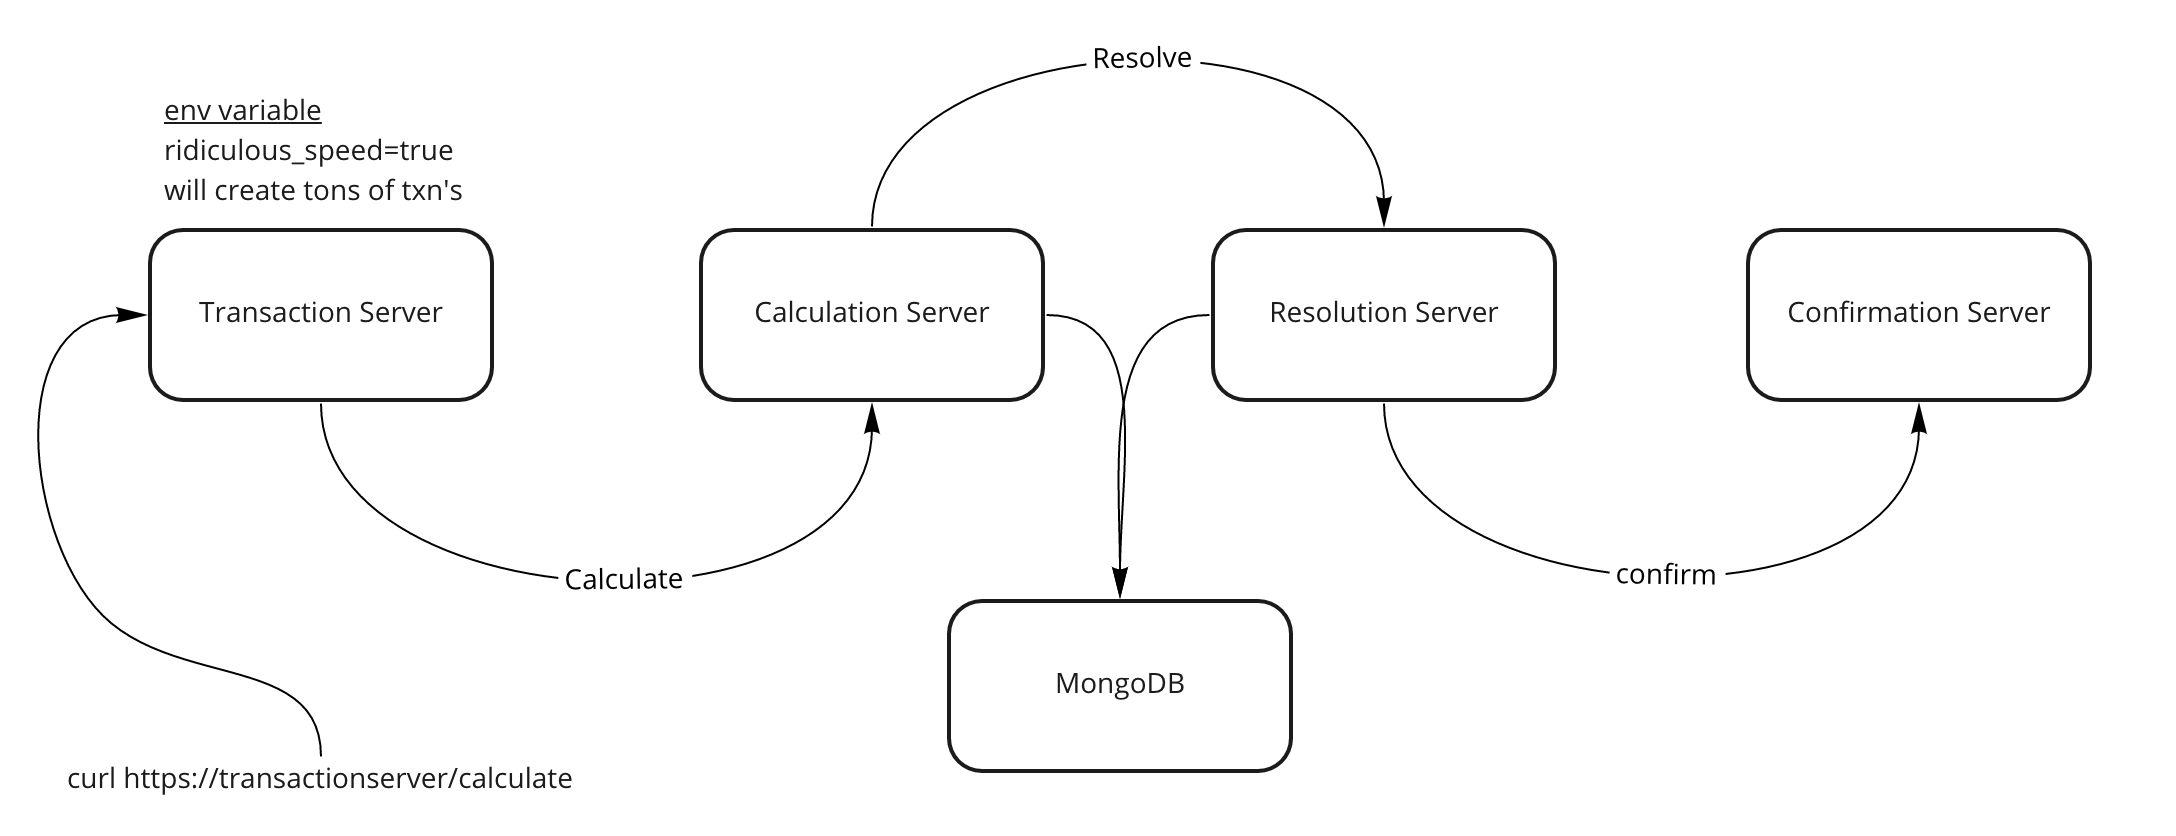 Resolve
env variable
ridiculous_speed=true
will create tons of txn's
Transaction Server
Calculation Server
Resolution Server
Confirmation Server
Calculate
confirm
MongoDB
curl https://transactionserver/calculate